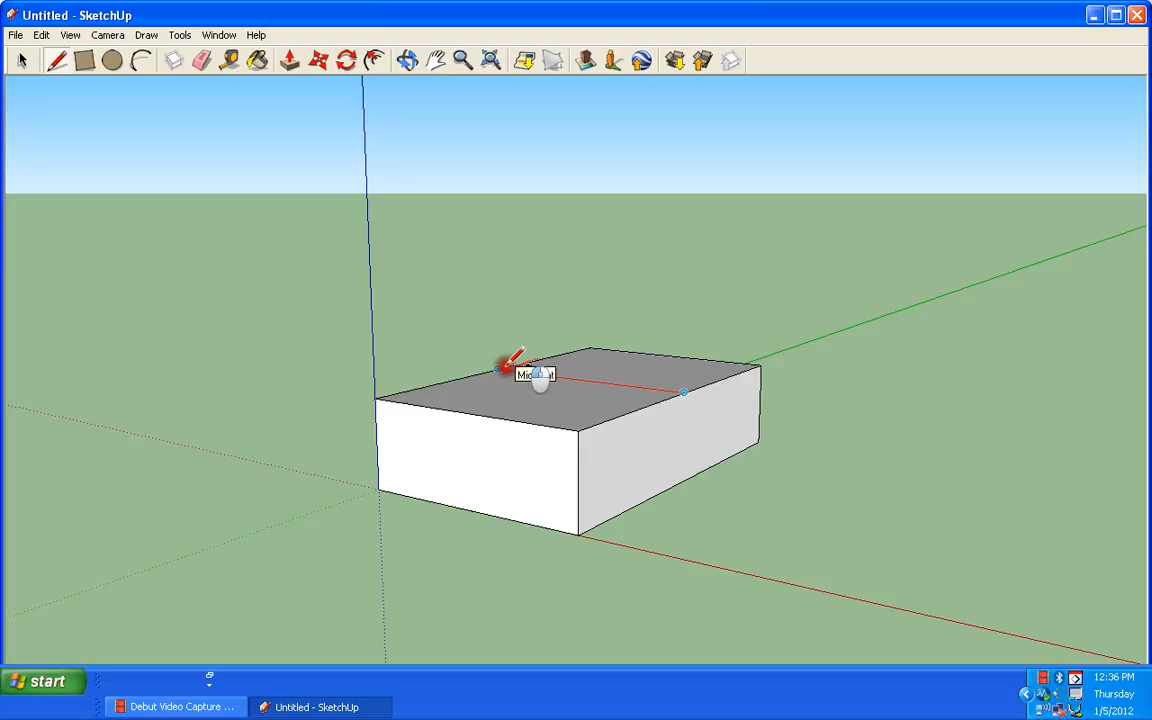 Untitled - SketchUp
File Edit View Camera Draw Tools Window Help
start
Debut Video Capture ...
Untitled - SketchUp
12:36 PM
Thursday
1/5/2012